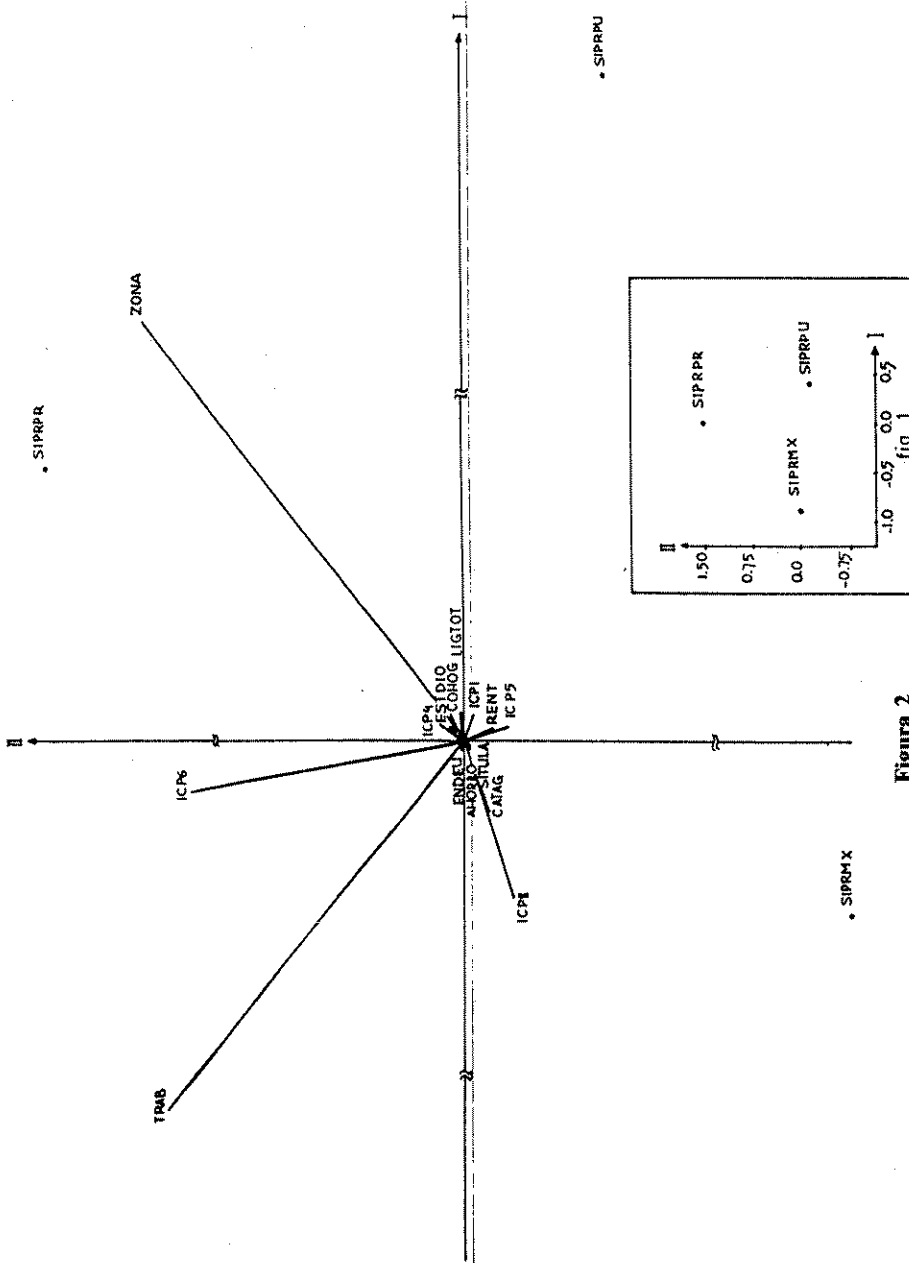 II
I
SIPRPR
SIPRPU
ZONA
ICP6
TRAB
ICP4
ESTDIO
COHOG
LIGTOT
ICP1
RENT
ICP5
ENDEU
AHORRO
SITULA
CATAG
SIPRMX
II
1.50
0.75
0.0
-0.75
SIPRPR
SIPRMX
SIPRPU
I
-1.0 -0.5 0.0 0.5
fig 1
Figura 2